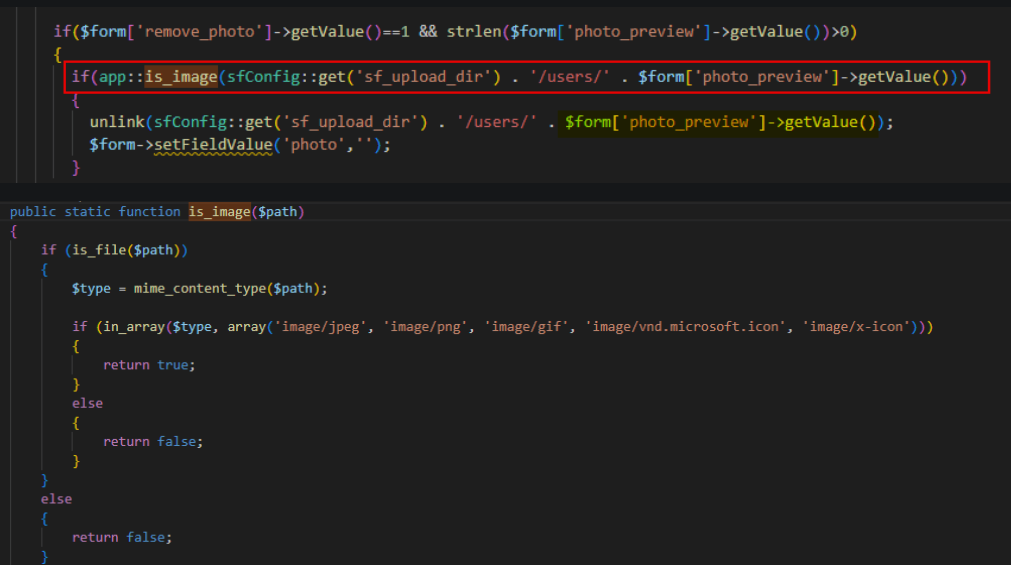 if($form['remove_photo']->getValue()==1 && strlen($form['photo_preview']->getValue())>0)
{
if(app::is_image(sfConfig::get('sf_upload_dir') . '/users/' . $form['photo_preview']->getValue()))
{
unlink(sfConfig::get('sf_upload_dir') . '/users/' . $form['photo_preview']->getValue());
$form->setFieldValue('photo','');
}
public static function is_image($path)
{
if (is_file($path))
{
$type = mime_content_type($path);
if (in_array($type, array('image/jpeg', 'image/png', 'image/gif', 'image/vnd.microsoft.icon', 'image/x-icon')))
{
return true;
}
else
{
return false;
}
}
else
{
return false;
}